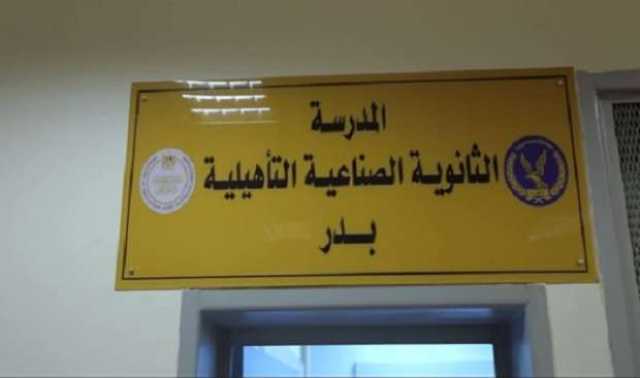 المدرسة
الثانوية الصناعية التأهيلية
بدر